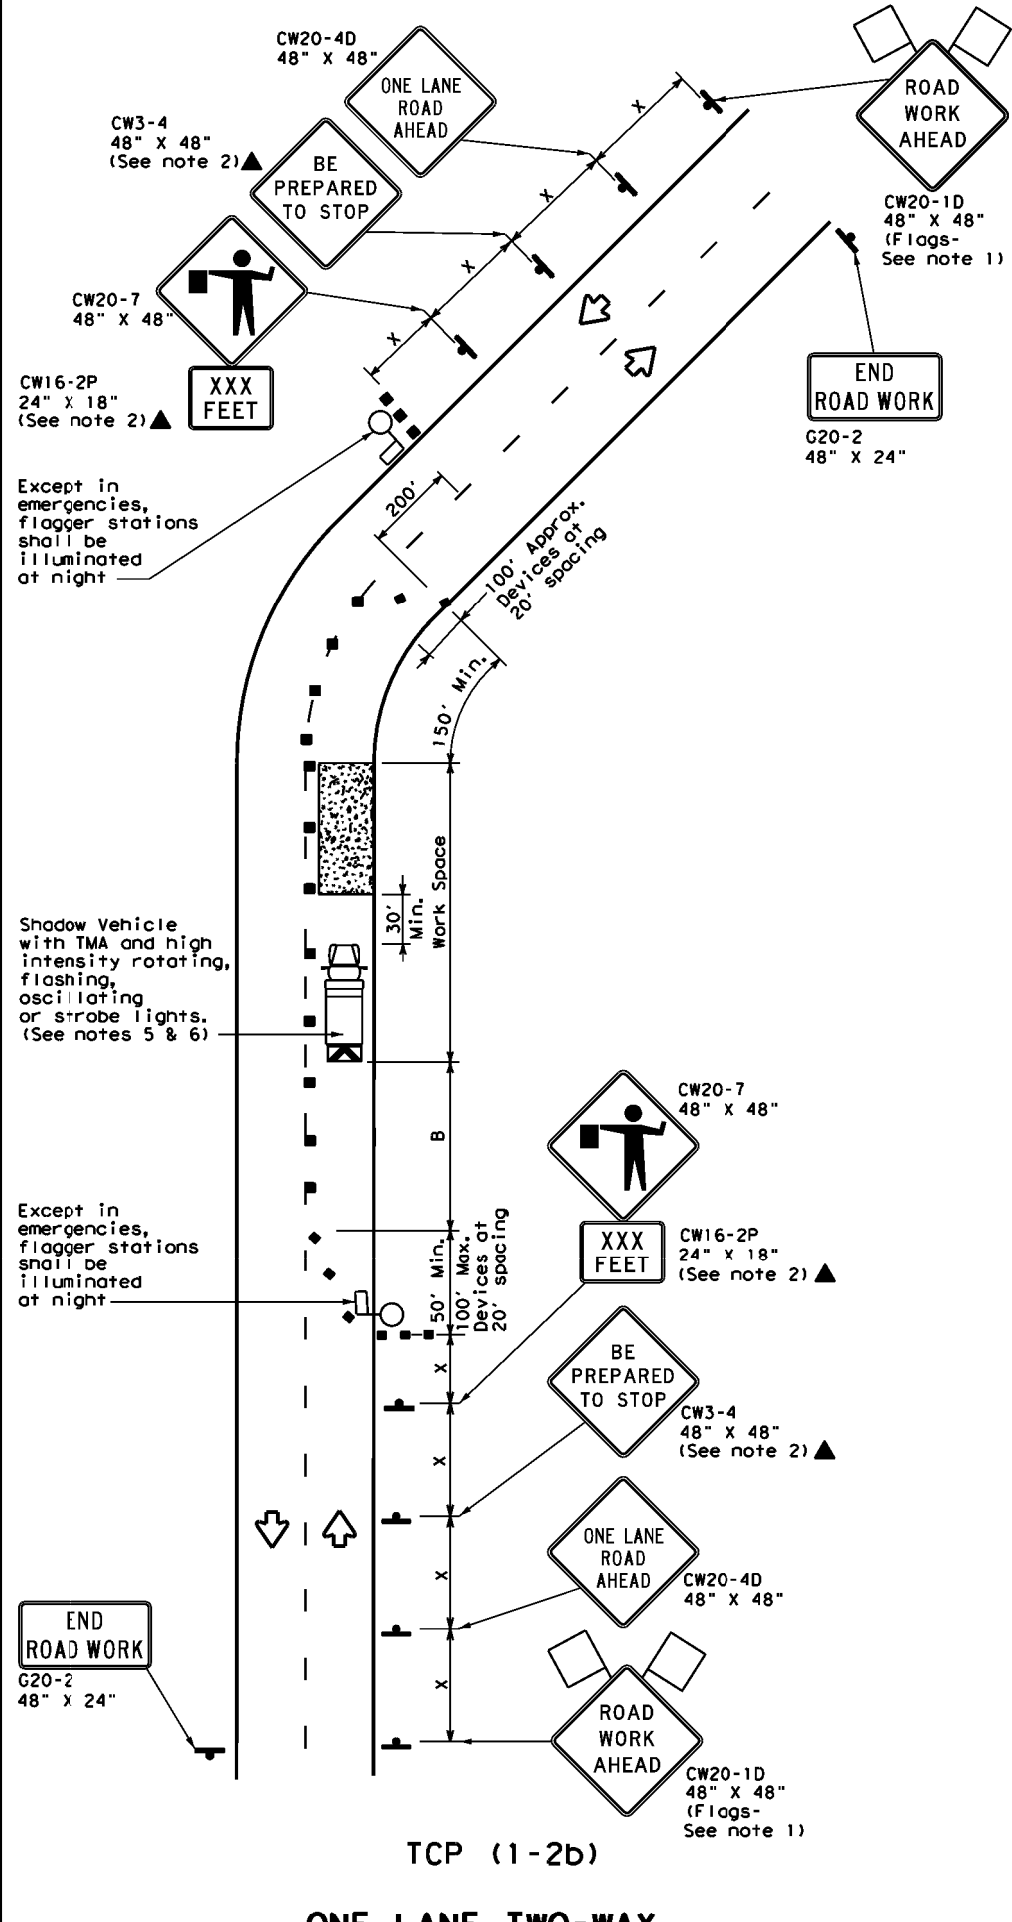 CW20-4D
48" X 48"
ONE LANE
ROAD
AHEAD
ROAD
WORK
AHEAD
CW20-1D
48" X 48"
(Flags-
See note 1)
CW3-4
48" X 48"
(See note 2)▲
BE
PREPARED
TO STOP
X
X
X
X
CW20-7
48" X 48"
CW16-2P
24" X 18"
(See note 2)▲
XXX
FEET
END
ROAD WORK
G20-2
48" X 24"
Except in
emergencies,
flagger stations
shall be
illuminated
at night
200'
100' Approx.
Devices at
20' spacing
150' Min.
Work Space
30'
Min.
Shadow Vehicle
with TMA and high
intensity rotating,
flashing,
oscillating
or strobe lights.
(See notes 5 & 6)
B
CW20-7
48" X 48"
XXX
FEET
CW16-2P
24" X 18"
(See note 2)▲
Except in
emergencies,
flagger stations
shall be
illuminated
at night
50' Min.
100' Max.
Devices at
20' spacing
X
X
X
X
BE
PREPARED
TO STOP
CW3-4
48" X 48"
(See note 2)▲
ONE LANE
ROAD
AHEAD
CW20-4D
48" X 48"
END
ROAD WORK
G20-2
48" X 24"
ROAD
WORK
AHEAD
CW20-1D
48" X 48"
(Flags-
See note 1)
TCP (1-2b)
ONE LANE TWO-WAY